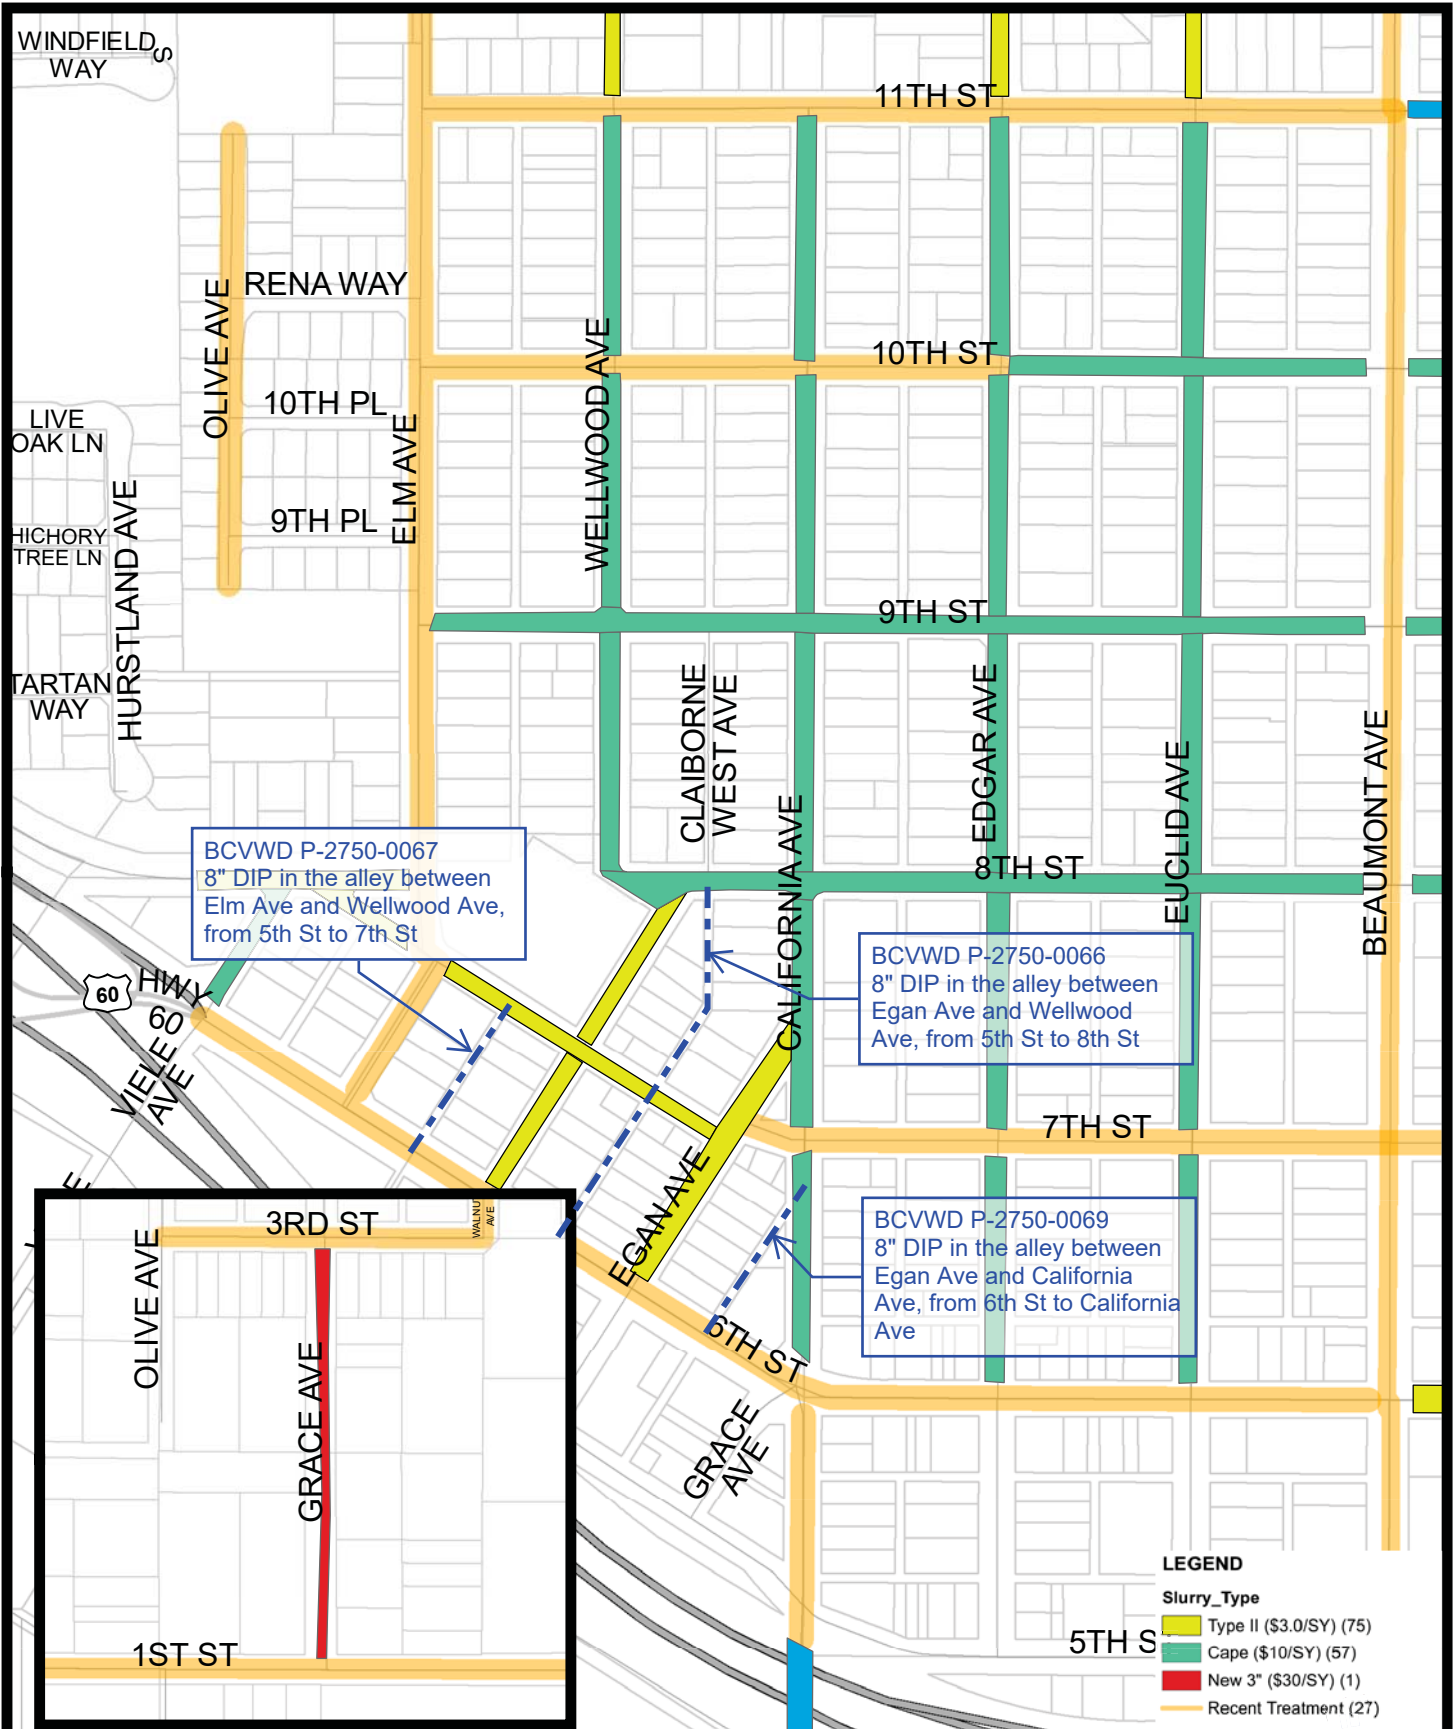 WINDFIELD
WAY
S
11TH ST
RENA WAY
OLIVE AVE
10TH ST
WELLWOOD AVE
10TH PL
LIVE
OAK LN
ELM AVE
HURSTLAND AVE
9TH PL
HICHORY
TREE LN
9TH ST
TARTAN
WAY
CLAIBORNE
WEST AVE
EDGAR AVE
EUCLID AVE
BEAUMONT AVE
CALIFORNIA AVE
8TH ST
BCVWD P-2750-0067
8" DIP in the alley between
Elm Ave and Wellwood Ave,
from 5th St to 7th St
BCVWD P-2750-0066
8" DIP in the alley between
Egan Ave and Wellwood
Ave, from 5th St to 8th St
HWY
60
60
VIELE
AVE
7TH ST
EGAN AVE
BCVWD P-2750-0069
8" DIP in the alley between
Egan Ave and California
Ave, from 6th St to California
Ave
6TH ST
GRACE
AVE
3RD ST
WALNU
AVE
OLIVE AVE
GRACE AVE
1ST ST
5TH S
LEGEND
Slurry_Type
Type II ($3.0/SY) (75)
Cape ($10/SY) (57)
New 3" ($30/SY) (1)
Recent Treatment (27)